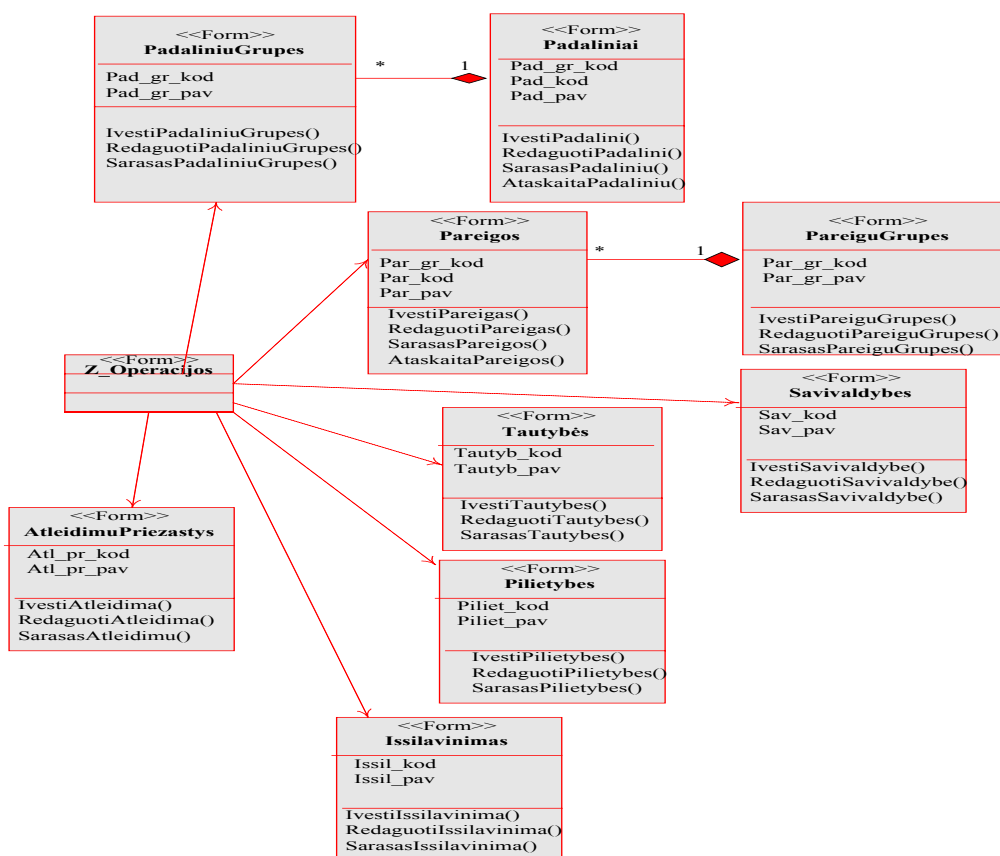 <<Form>>
PadaliniuGrupes
Pad_gr_kod
Pad_gr_pav
IvestiPadaliniuGrupes()
RedaguotiPadaliniuGrupes()
SarasasPadaliniuGrupes()
*
1
<<Form>>
Padaliniai
Pad_gr_kod
Pad_kod
Pad_pav
IvestiPadalini()
RedaguotiPadalini()
SarasasPadaliniu()
AtaskaitaPadaliniu()
<<Form>>
Pareigos
Par_gr_kod
Par_kod
Par_pav
IvestiPareigas()
RedaguotiPareigas()
SarasasPareigos()
AtaskaitaPareigos()
*
1
<<Form>>
PareiguGrupes
Par_gr_kod
Par_gr_pav
IvestiPareiguGrupes()
RedaguotiPareiguGrupes()
SarasasPareiguGrupes()
<<Form>>
Z_Operacijos
<<Form>>
Savivaldybes
Sav_kod
Sav_pav
IvestiSavivaldybe()
RedaguotiSavivaldybe()
SarasasSavivaldybe()
<<Form>>
Tautybės
Tautyb_kod
Tautyb_pav
IvestiTautybes()
RedaguotiTautybes()
SarasasTautybes()
<<Form>>
AtleidimuPriezastys
Atl_pr_kod
Atl_pr_pav
IvestiAtleidima()
RedaguotiAtleidima()
SarasasAtleidimu()
<<Form>>
Pilietybes
Piliet_kod
Piliet_pav
IvestiPilietybes()
RedaguotiPilietybes()
SarasasPilietybes()
<<Form>>
Issilavinimas
Issil_kod
Issil_pav
IvestiIssilavinima()
RedaguotiIssilavinima()
SarasasIssilavinima()